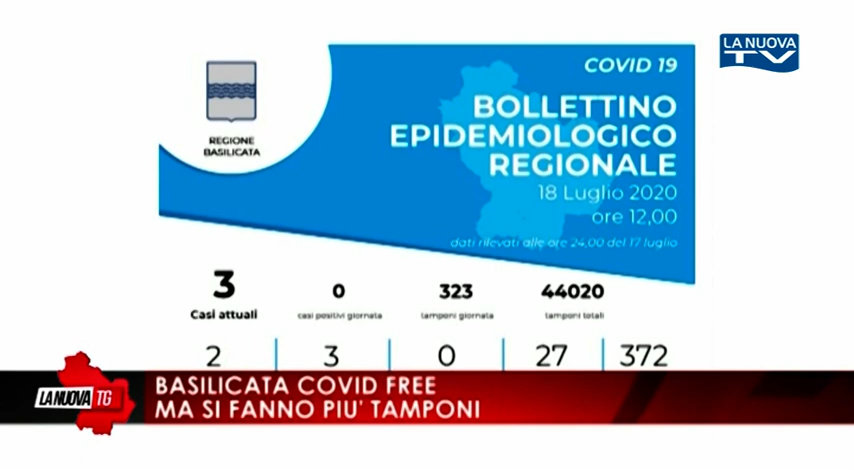 LA NUOVA
TV
COVID 19
BOLLETTINO
EPIDEMIOLOGICO
REGIONALE
18 Luglio 2020
ore 12,00
dati rilevati alle ore 24,00 del 17 luglio
REGIONE
BASILICATA
3 0 323 44020
Casi attuali casi positivi giornata tamponi giornata tamponi totali
2 3 0 27 372
LA NUOVA TG
BASILICATA COVID FREE
MA SI FANNO PIU' TAMPONI